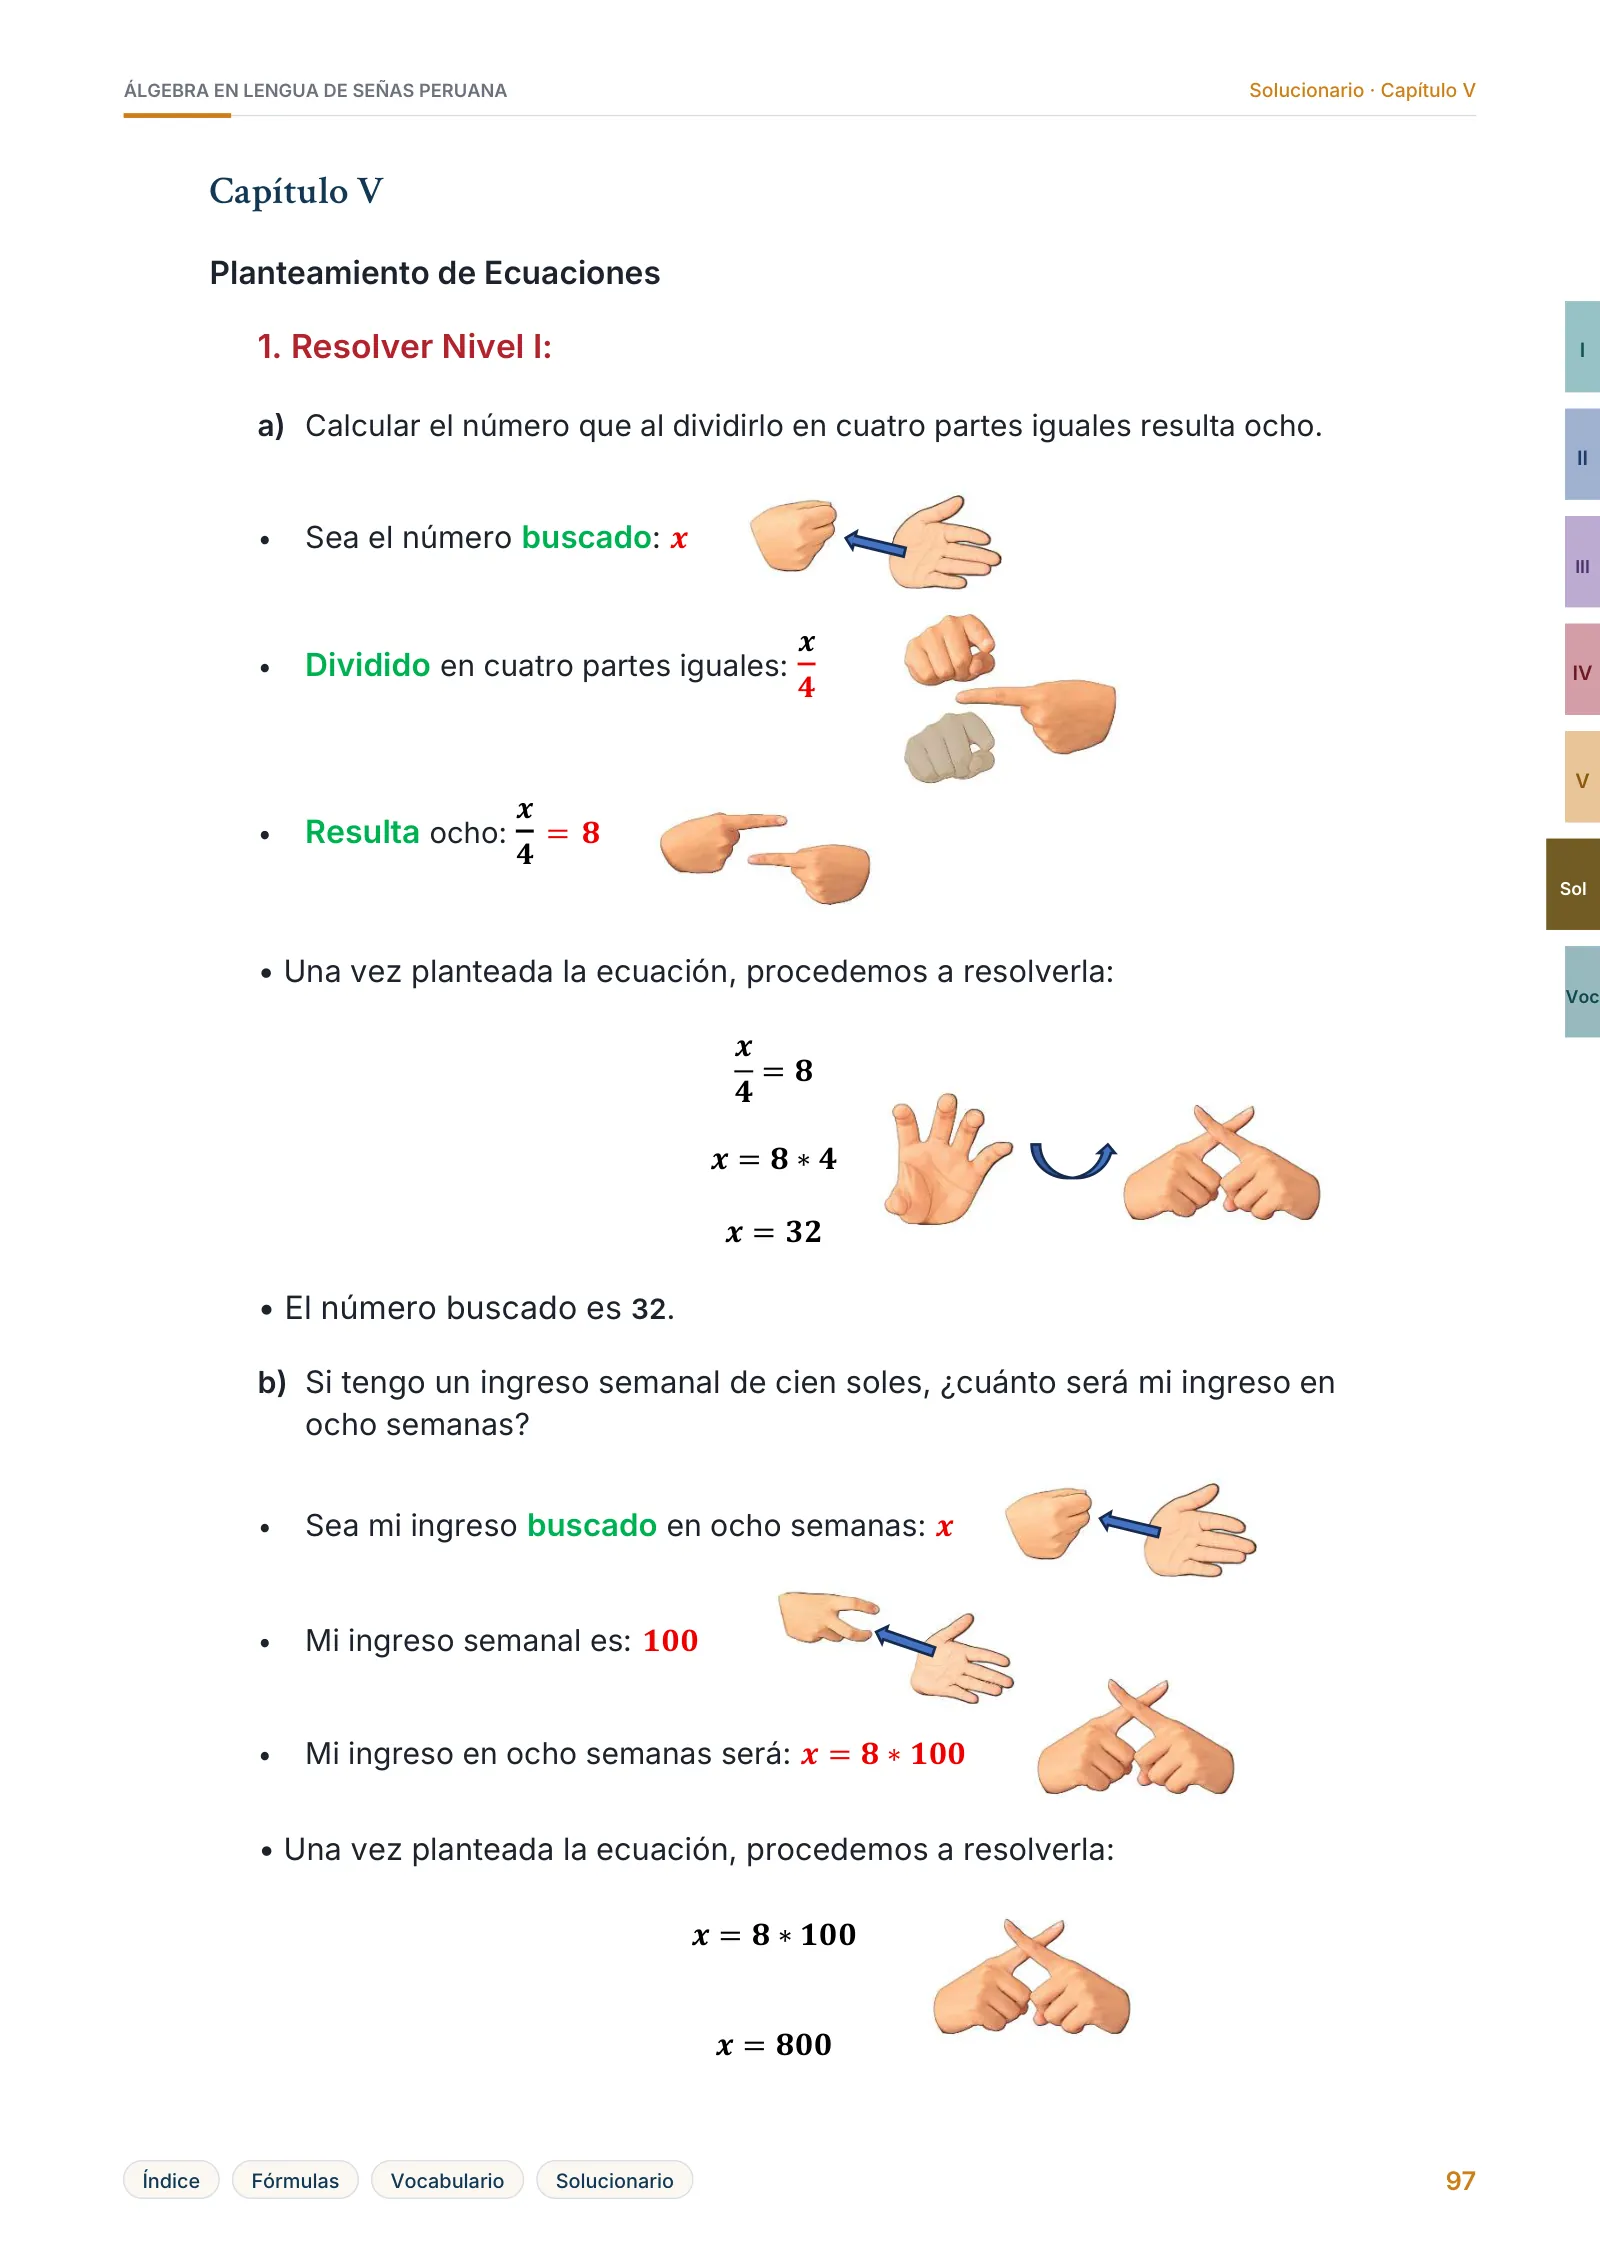 ÁLGEBRA EN LENGUA DE SEÑAS PERUANA
Solucionario · Capítulo V
Capítulo V
Planteamiento de Ecuaciones
1. Resolver Nivel I:
a) Calcular el número que al dividirlo en cuatro partes iguales resulta ocho.
• Sea el número buscado: x
• Dividido en cuatro partes iguales: x/4
• Resulta ocho: x/4 = 8
• Una vez planteada la ecuación, procedemos a resolverla:
x/4 = 8
x = 8 * 4
x = 32
• El número buscado es 32.
b) Si tengo un ingreso semanal de cien soles, ¿cuánto será mi ingreso en
ocho semanas?
• Sea mi ingreso buscado en ocho semanas: x
• Mi ingreso semanal es: 100
• Mi ingreso en ocho semanas será: x = 8 * 100
• Una vez planteada la ecuación, procedemos a resolverla:
x = 8 * 100
x = 800
I
II
III
IV
V
Sol
Voc
Índice
Fórmulas
Vocabulario
Solucionario
97